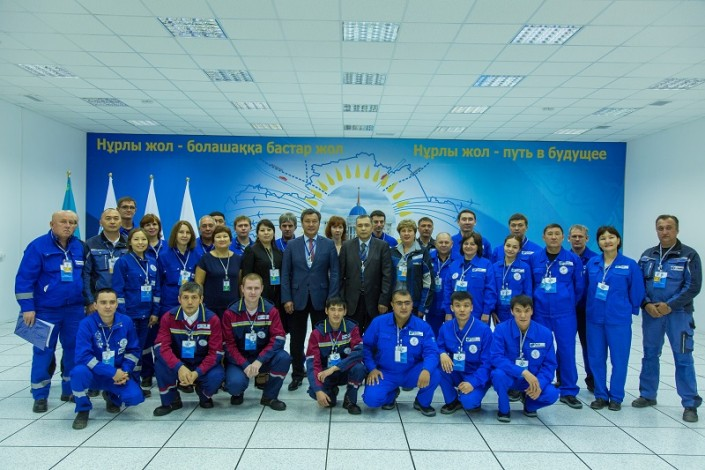 Нұрлы жол - болашаққа бастар жол
Нұрлы жол - путь в будущее